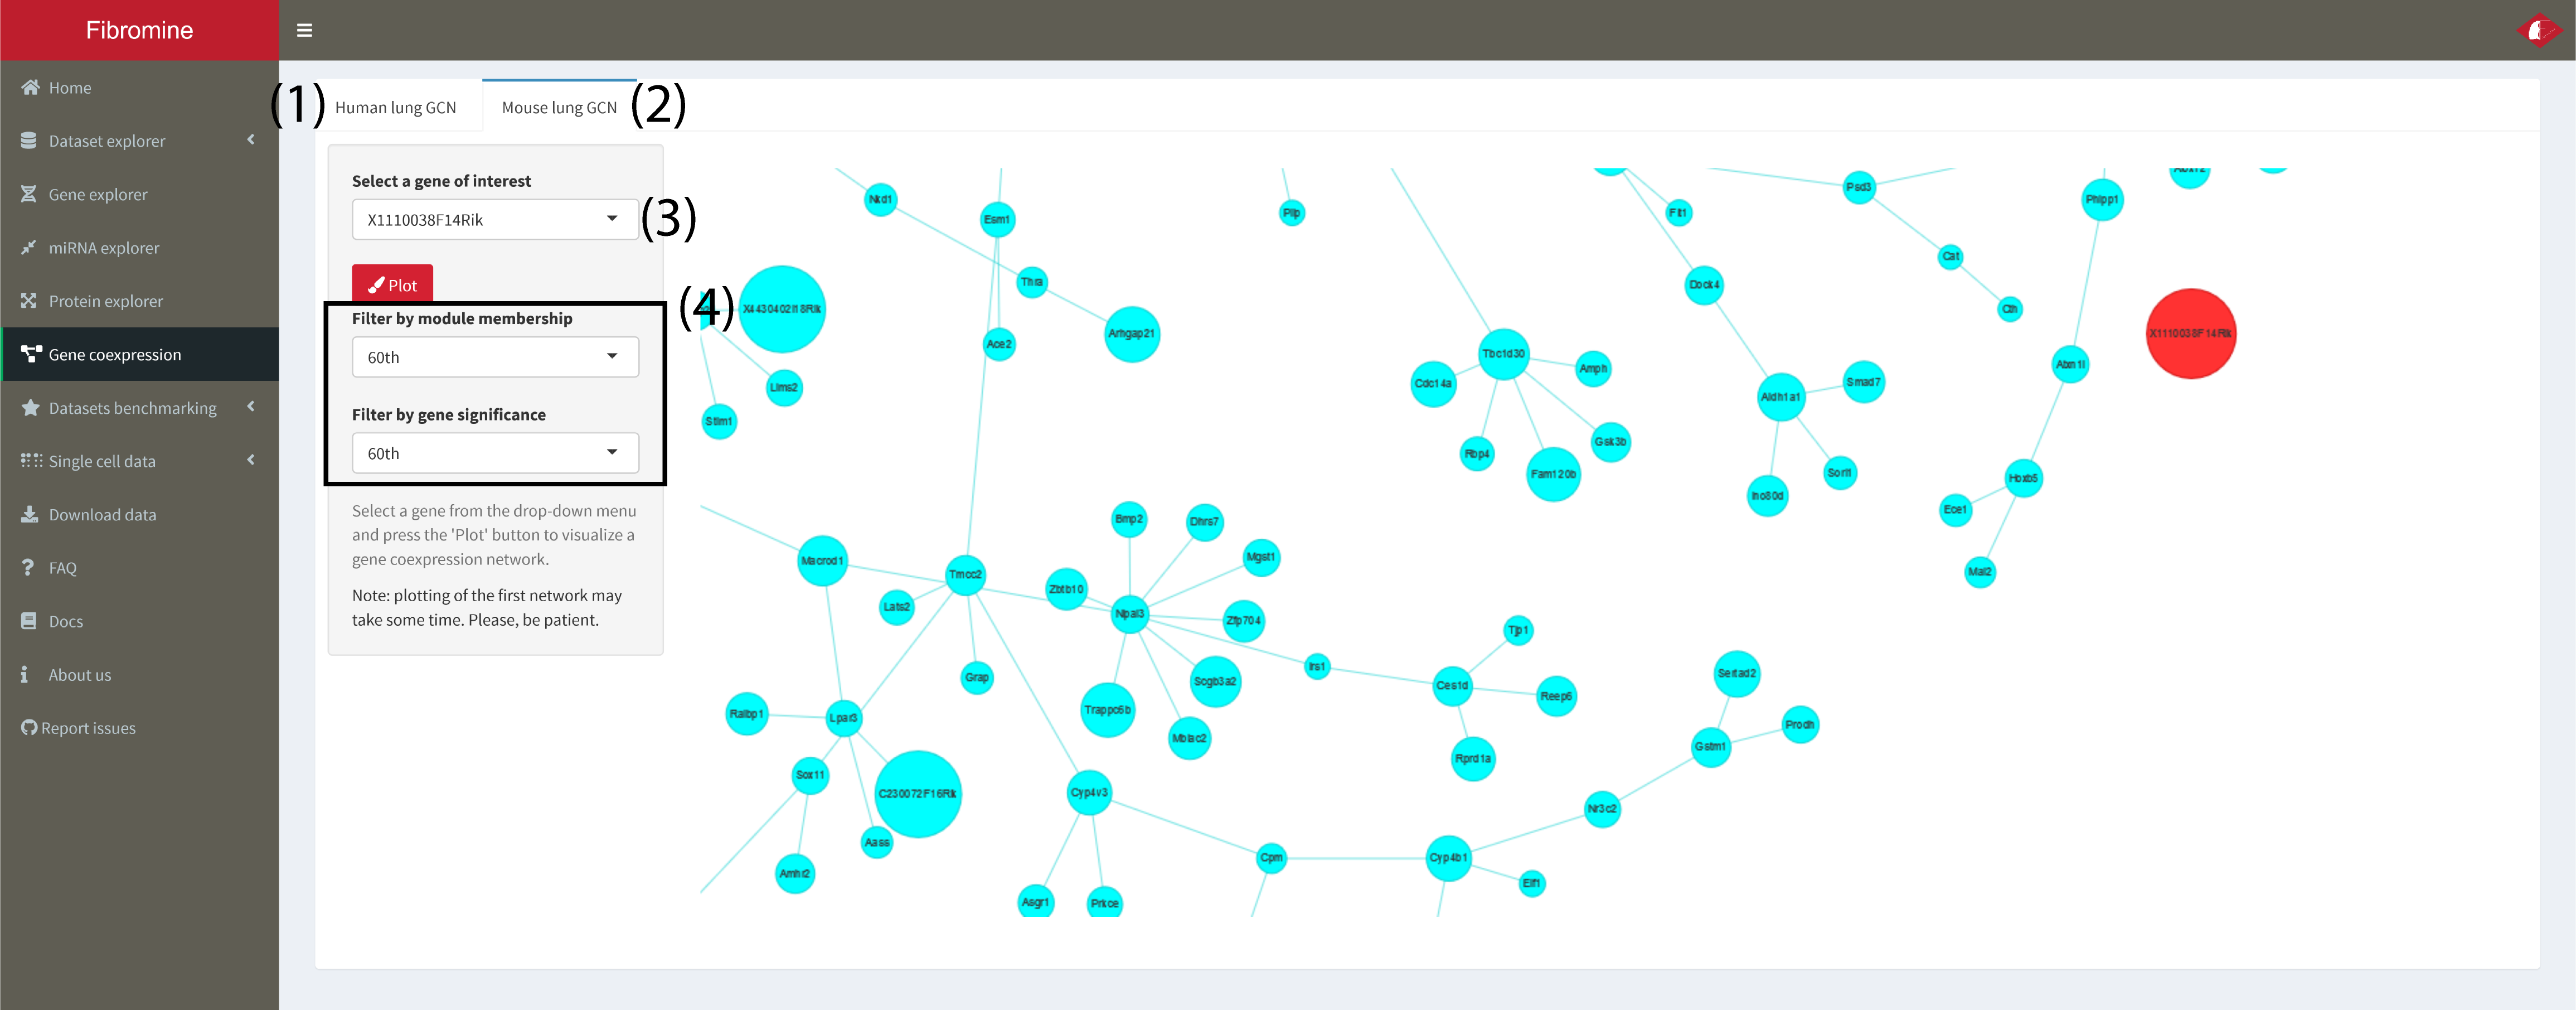 Fibromine
Home
Dataset explorer
Gene explorer
miRNA explorer
Protein explorer
Gene coexpression
Datasets benchmarking
Single cell data
Download data
FAQ
Docs
About us
Report issues
(1) Human lung GCN Mouse lung GCN (2)
Select a gene of interest
X1110038F14Rik (3)
Plot
(4)
Filter by module membership
60th
Filter by gene significance
60th
Select a gene from the drop-down menu
and press the 'Plot' button to visualize a
gene coexpression network.
Note: plotting of the first network may
take some time. Please, be patient.
Nkd1
Esm1
Pllp
Flt1
Psd3
Phlpp1
Thra
Cat
Dock4
Cth
X4430402I18Rik
Arhgap21
X1110038F14Rik
Ace2
Tbc1d30
Atxn1l
Amph
Cdc14a
Lims2
Smad7
Aldh1a1
Stim1
Gsk3b
Rbp4
Fam120b
Sorl1
Hoxb5
Ino80d
Ece1
Bmp2
Dhrs7
Mgst1
Macrod1
Tmcc2
Mal2
Zbtb10
Lats2
Nipal3
Zfp704
Tjp1
Irs1
Grap
Scgb3a2
Ces1d
Reep6
Sertad2
Trappc6b
Ralbp1
Lpar3
Prodh
Mblac2
Gstm1
Rprd1a
Sox11
C230072F16Rik
Cyp4v3
Nr3c2
Aass
Cpm
Cyp4b1
Amhr2
Elf1
Asgr1
Prkce